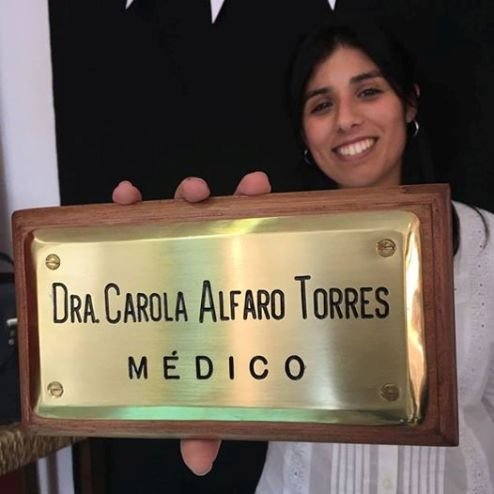 DRA. CAROLA ALFARO TORRES
MÉDICO